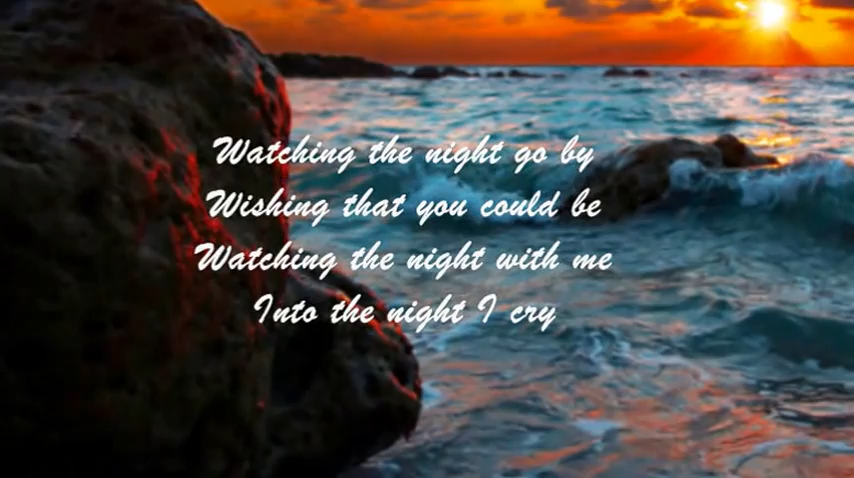 Watching the night go by
Wishing that you could be
Watching the night with me
Into the night I cry